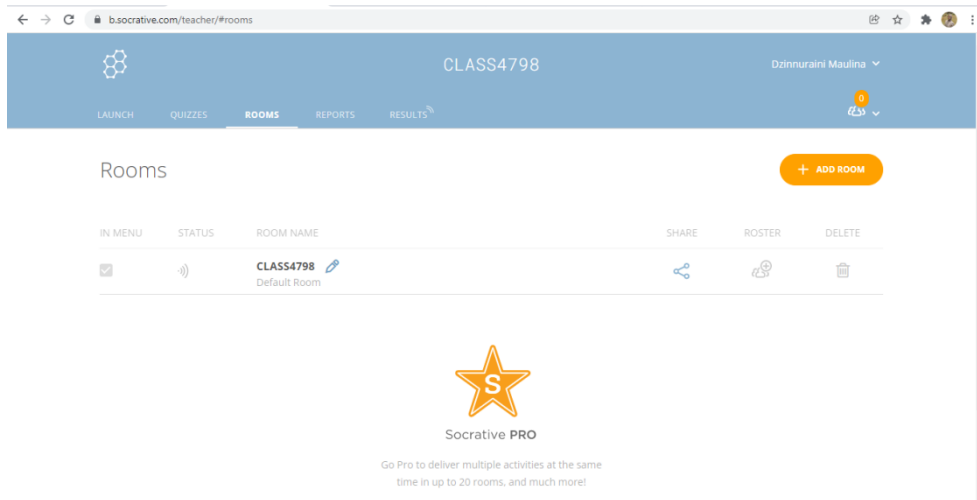 b.socrative.com/teacher/#rooms
CLASS4798
Dzinnuraini Maulina
0
LAUNCH QUIZZES ROOMS REPORTS RESULTS
Rooms
+ ADD ROOM
IN MENU STATUS ROOM NAME SHARE ROSTER DELETE
CLASS4798
Default Room
S
Socrative PRO
Go Pro to deliver multiple activities at the same
time in up to 20 rooms, and much more!